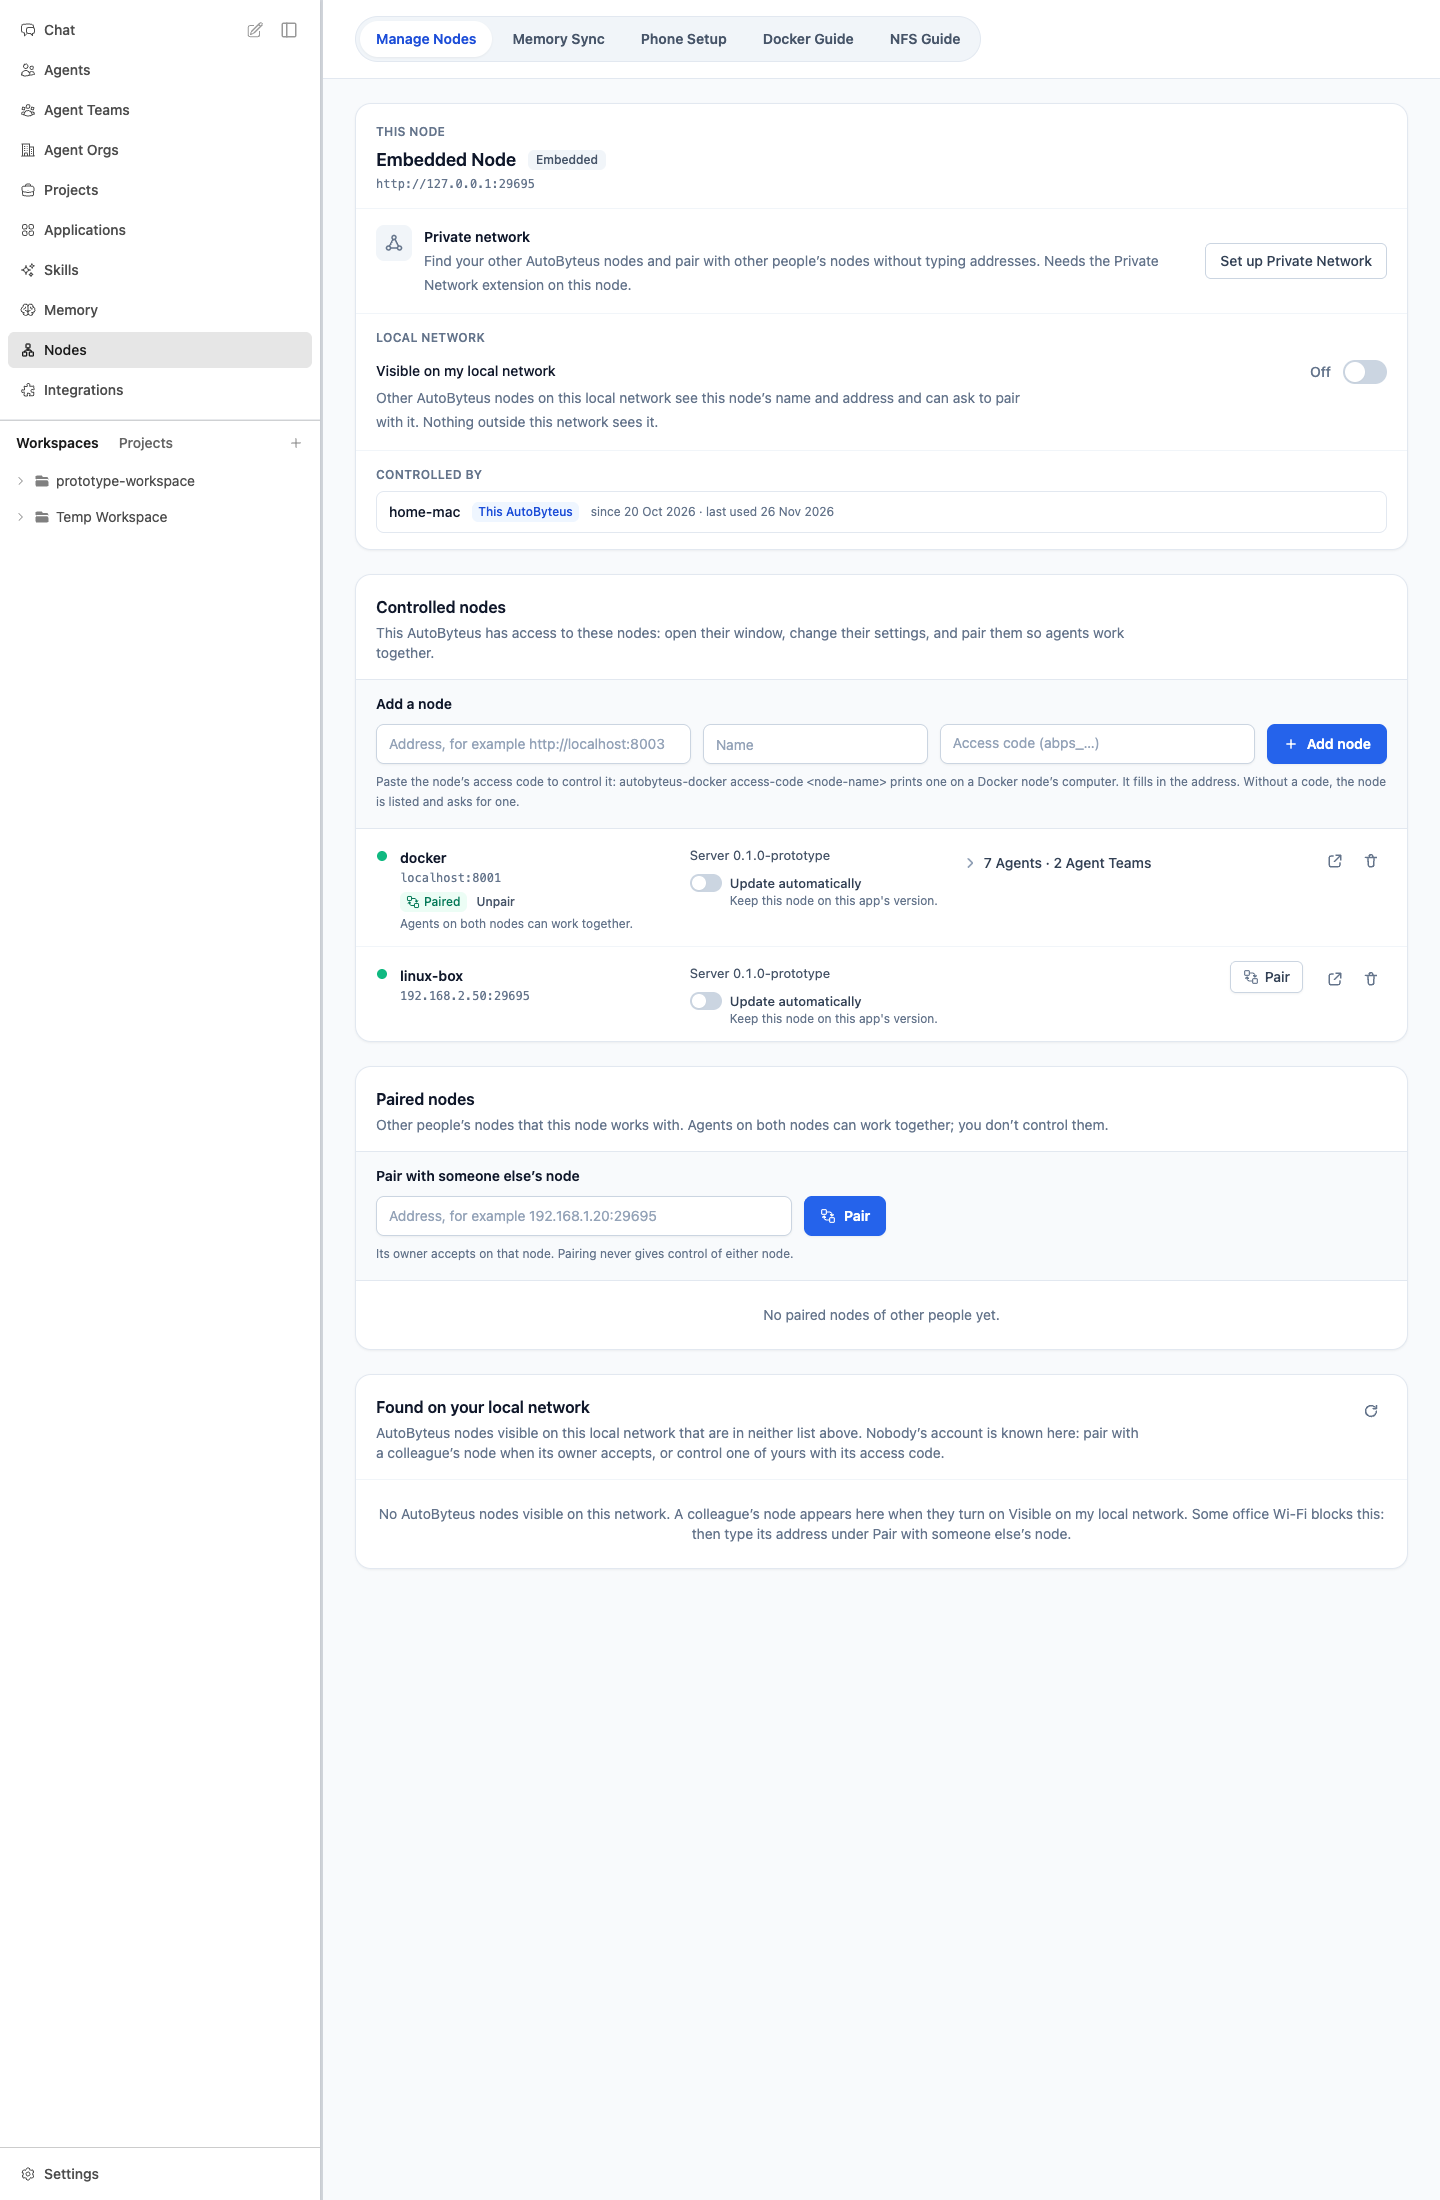 Chat
Agents
Agent Teams
Agent Orgs
Projects
Applications
Skills
Memory
Nodes
Integrations
Workspaces
Projects
prototype-workspace
Temp Workspace
Settings
Manage Nodes
Memory Sync
Phone Setup
Docker Guide
NFS Guide
THIS NODE
Embedded Node
Embedded
http://127.0.0.1:29695
Private network
Find your other AutoByteus nodes and pair with other people’s nodes without typing addresses. Needs the Private
Network extension on this node.
Set up Private Network
LOCAL NETWORK
Visible on my local network
Off
Other AutoByteus nodes on this local network see this node’s name and address and can ask to pair
with it. Nothing outside this network sees it.
CONTROLLED BY
home-mac
This AutoByteus
since 20 Oct 2026 · last used 26 Nov 2026
Controlled nodes
This AutoByteus has access to these nodes: open their window, change their settings, and pair them so agents work
together.
Add a node
Address, for example http://localhost:8003
Name
Access code (abps_…)
Add node
Paste the node’s access code to control it: autobyteus-docker access-code <node-name> prints one on a Docker node’s computer. It fills in the address. Without a code, the node
is listed and asks for one.
docker
localhost:8001
Paired
Unpair
Agents on both nodes can work together.
Server 0.1.0-prototype
Update automatically
Keep this node on this app's version.
7 Agents · 2 Agent Teams
linux-box
192.168.2.50:29695
Server 0.1.0-prototype
Update automatically
Keep this node on this app's version.
Pair
Paired nodes
Other people’s nodes that this node works with. Agents on both nodes can work together; you don’t control them.
Pair with someone else’s node
Address, for example 192.168.1.20:29695
Pair
Its owner accepts on that node. Pairing never gives control of either node.
No paired nodes of other people yet.
Found on your local network
AutoByteus nodes visible on this local network that are in neither list above. Nobody’s account is known here: pair with
a colleague’s node when its owner accepts, or control one of yours with its access code.
No AutoByteus nodes visible on this network. A colleague’s node appears here when they turn on Visible on my local network. Some office Wi-Fi blocks this:
then type its address under Pair with someone else’s node.